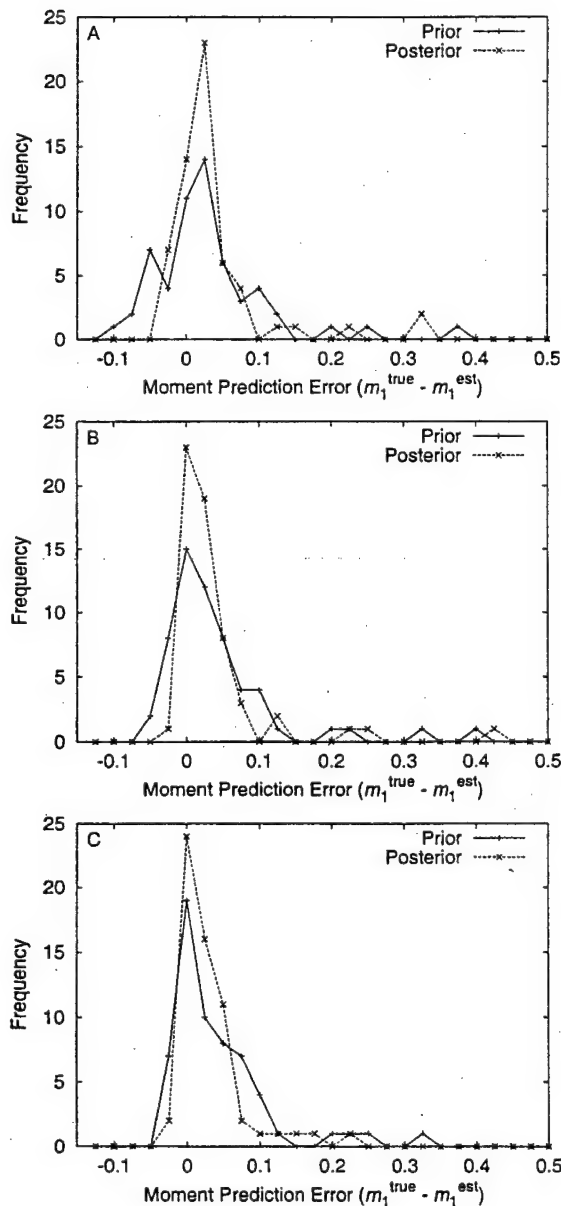 A
Prior
Posterior
25
20
15
10
5
0
Frequency
-0.1 0 0.1 0.2 0.3 0.4 0.5
Moment Prediction Error (m₁ᵗʳᵘᵉ - m₁ᵉˢᵗ)
B
Prior
Posterior
25
20
15
10
5
0
Frequency
-0.1 0 0.1 0.2 0.3 0.4 0.5
Moment Prediction Error (m₁ᵗʳᵘᵉ - m₁ᵉˢᵗ)
C
Prior
Posterior
25
20
15
10
5
0
Frequency
-0.1 0 0.1 0.2 0.3 0.4 0.5
Moment Prediction Error (m₁ᵗʳᵘᵉ - m₁ᵉˢᵗ)